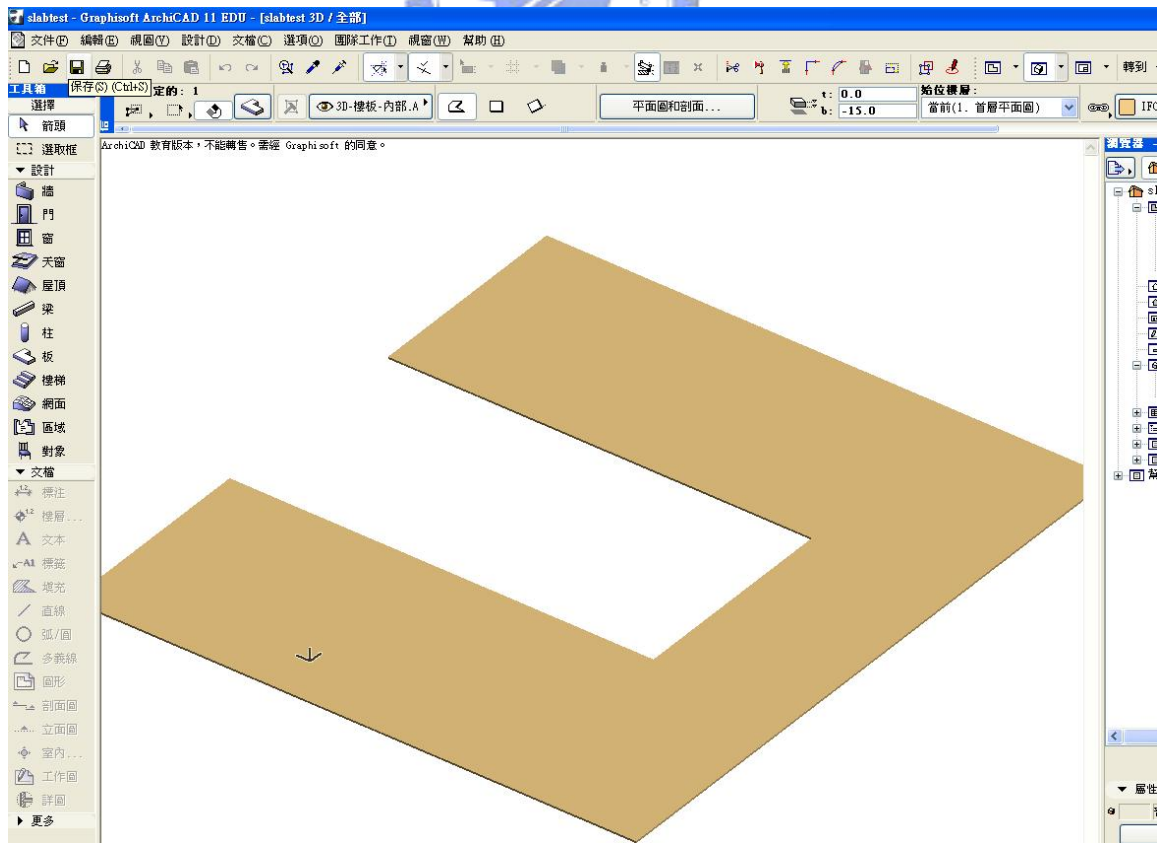 slabtest - Graphisoft ArchiCAD 11 EDU - [slabtest 3D / 全部]
文件(F) 編輯(E) 視圖(V) 設計(D) 文檔(C) 選項(O) 團隊工作(T) 視窗(W) 幫助(H)
轉到
工具箱
保存(S) (Ctrl+S)
定的: 1
選擇
箭頭
3D-樓板-內部.A
平面圖和剖面...
t: 0.0
b: -15.0
始位樓層:
當前(1. 首層平面圖)
IFC
選取框
ArchiCAD 教育版本，不能轉售。需經 Graphisoft 的同意。
瀏覽器 -
設計
牆
門
窗
天窗
屋頂
梁
柱
板
樓梯
網面
區域
對象
文檔
標注
樓層...
文本
A1 標簽
填充
直線
弧/圓
多義線
圖形
剖面圖
立面圖
室內...
工作圖
詳圖
更多
屬性